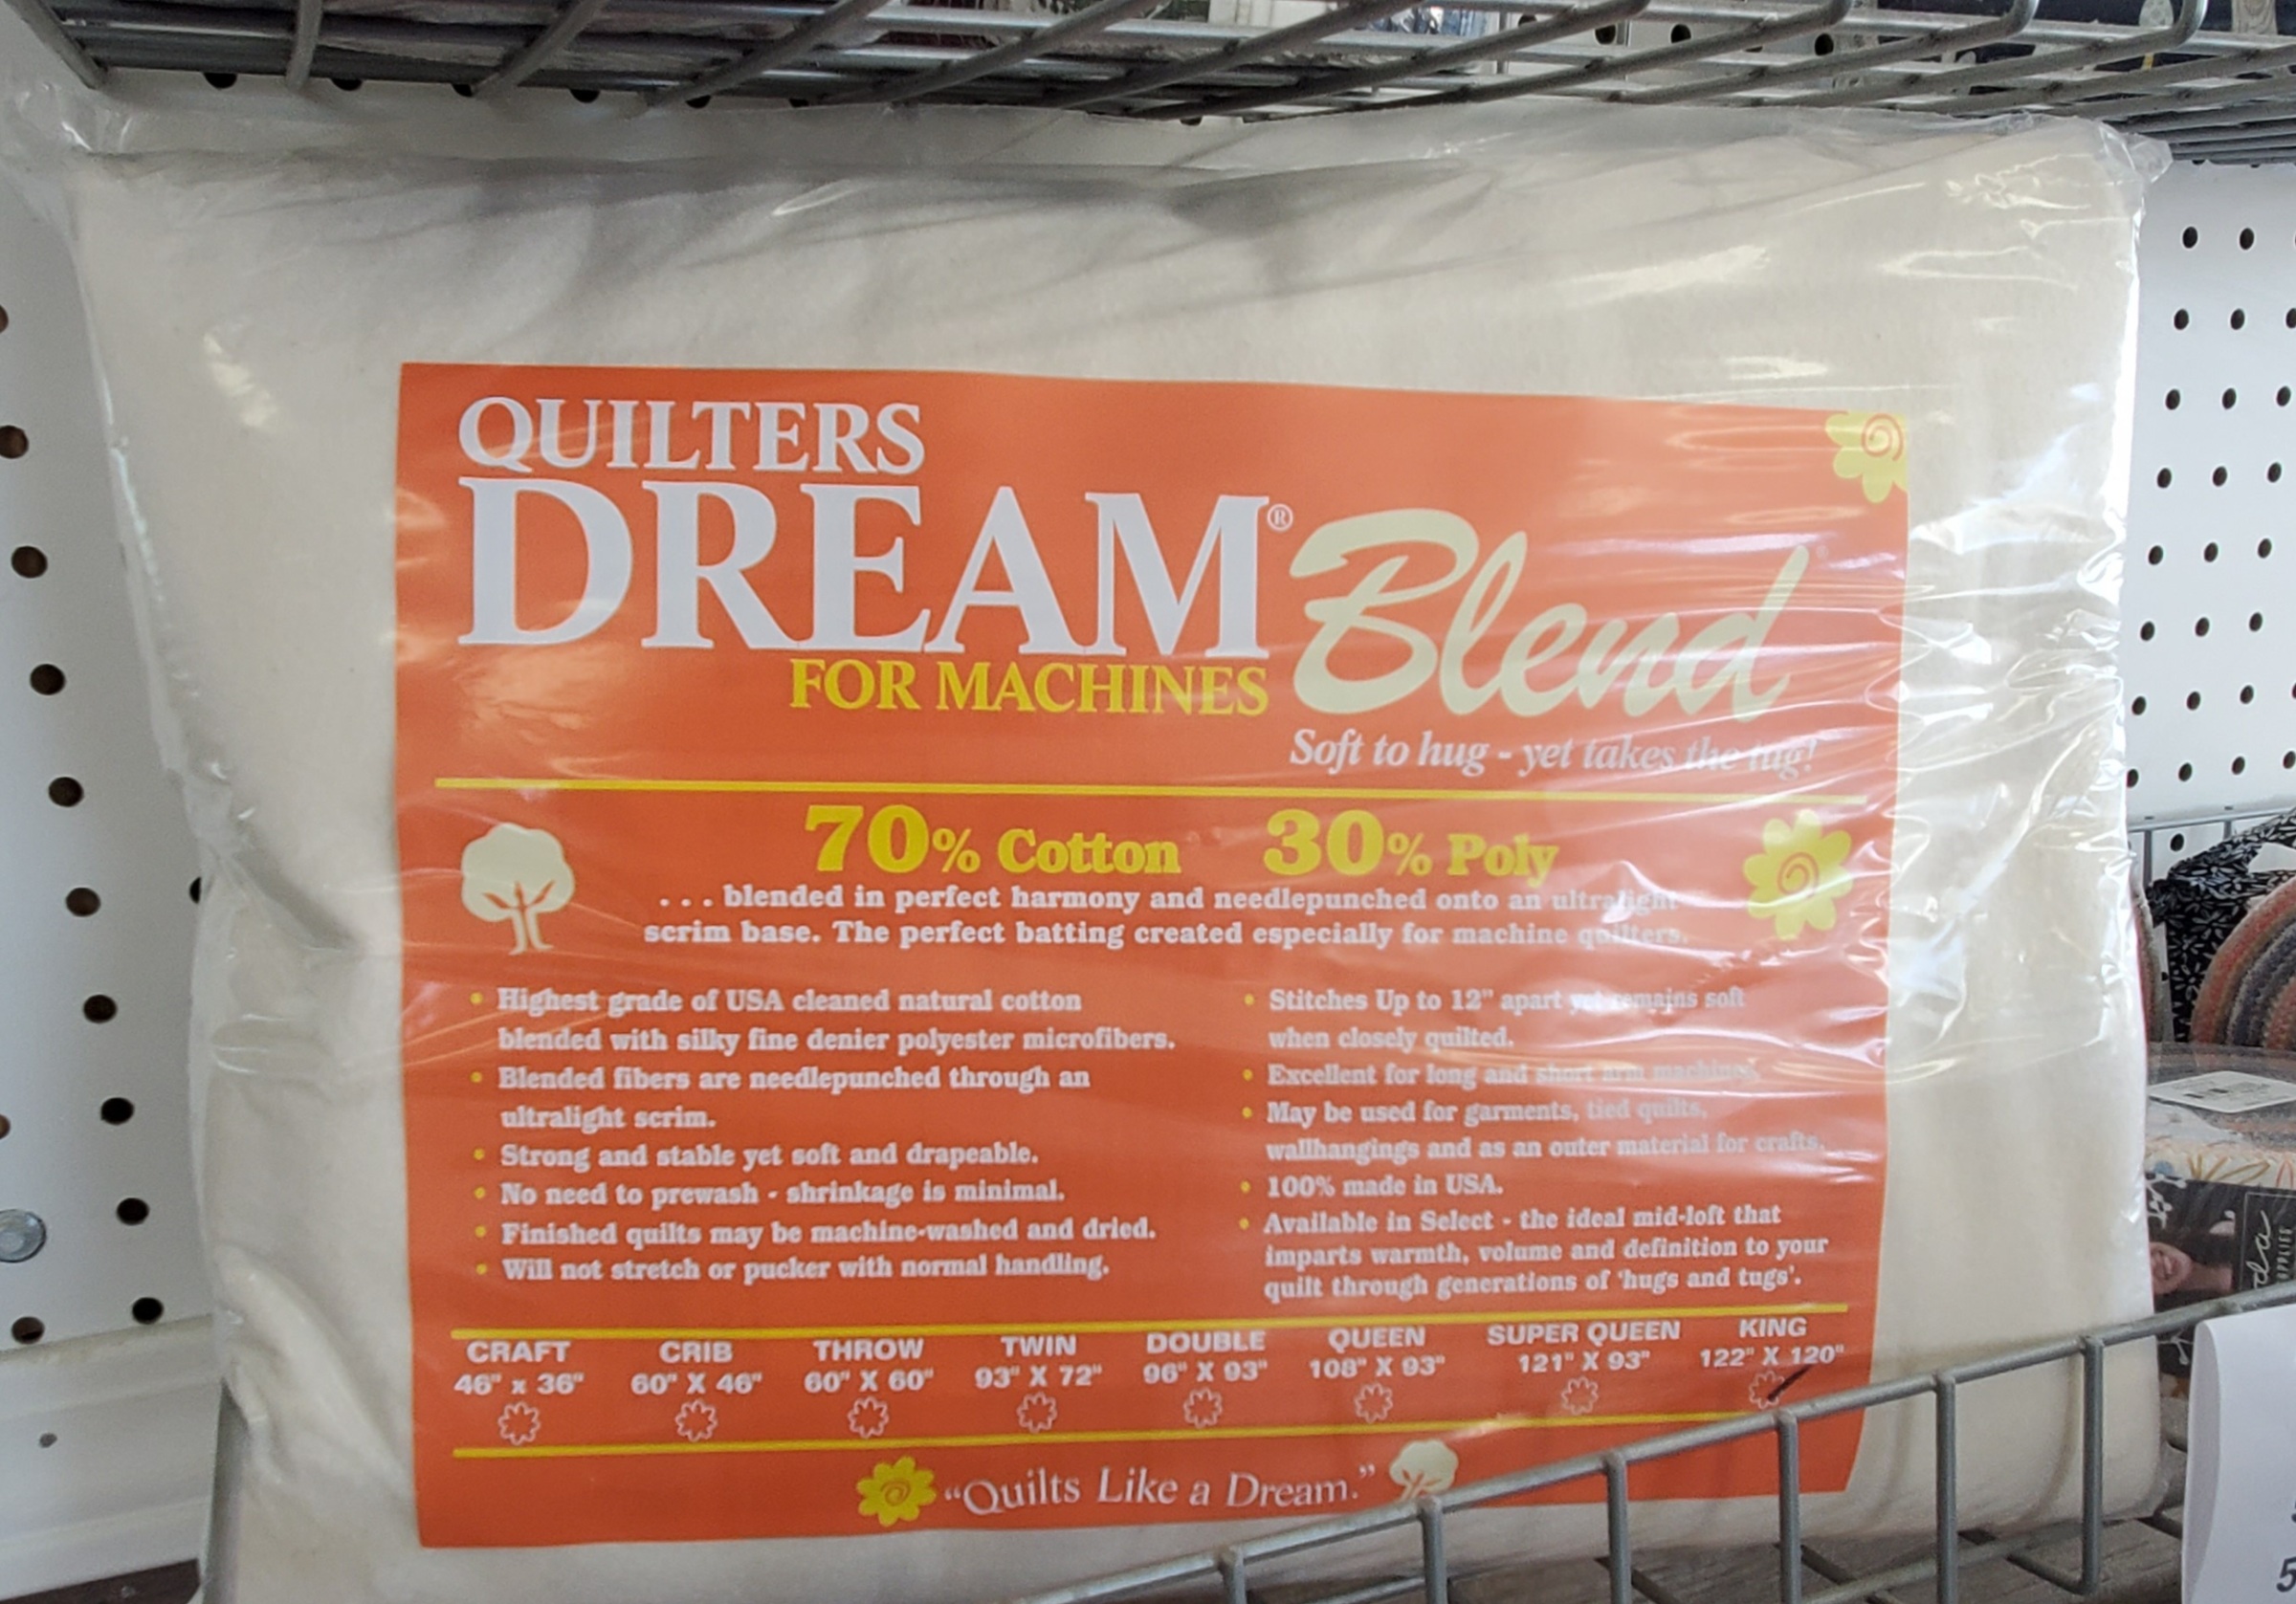 QUILTERS
DREAM®
Blend
FOR MACHINES
Soft to hug - yet takes the tug!
70% Cotton 30% Poly
. . . blended in perfect harmony and needlepunched onto an ultralight
scrim base. The perfect batting created especially for machine quilters.
• Highest grade of USA cleaned natural cotton
blended with silky fine denier polyester microfibers.
• Blended fibers are needlepunched through an
ultralight scrim.
• Strong and stable yet soft and drapeable.
• No need to prewash - shrinkage is minimal.
• Finished quilts may be machine-washed and dried.
• Will not stretch or pucker with normal handling.
• Stitches Up to 12" apart yet remains soft
when closely quilted.
• Excellent for long and short arm machines.
• May be used for garments, tied quilts,
wallhangings and as an outer material for crafts.
• 100% made in USA.
• Available in Select - the ideal mid-loft that
imparts warmth, volume and definition to your
quilt through generations of 'hugs and tugs'.
CRAFT CRIB THROW TWIN DOUBLE QUEEN SUPER QUEEN KING
46" x 36" 60" X 46" 60" X 60" 93" X 72" 96" X 93" 108" X 93" 121" X 93" 122" X 120"
"Quilts Like a Dream."